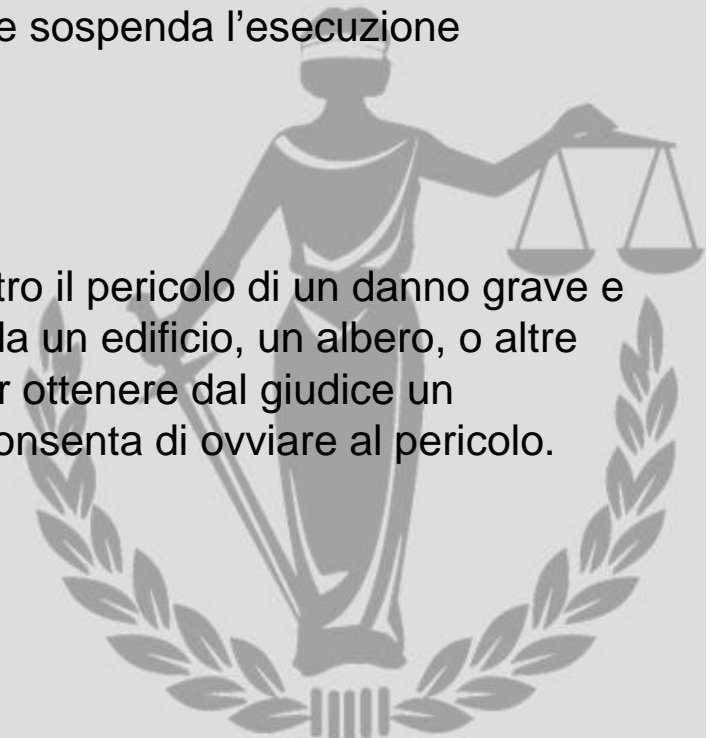 e sospenda l’esecuzione
tro il pericolo di un danno grave e
la un edificio, un albero, o altre
r ottenere dal giudice un
onsenta di ovviare al pericolo.